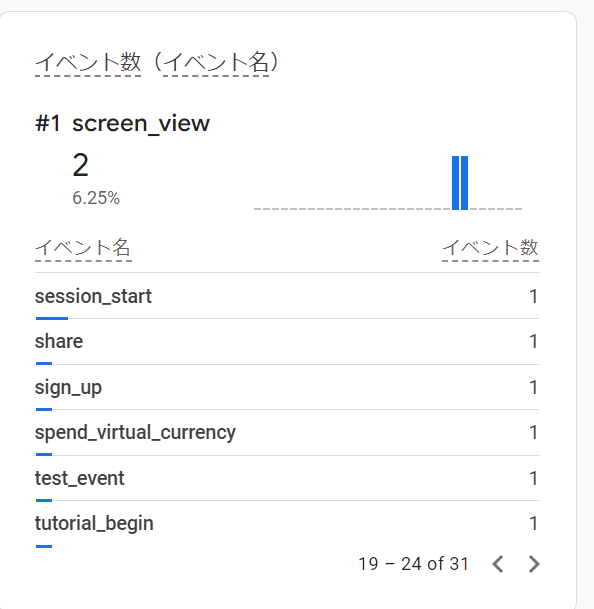 イベント数（イベント名）
#1 screen_view
2
6.25%
イベント名 イベント数
session_start 1
share 1
sign_up 1
spend_virtual_currency 1
test_event 1
tutorial_begin 1
19 – 24 of 31